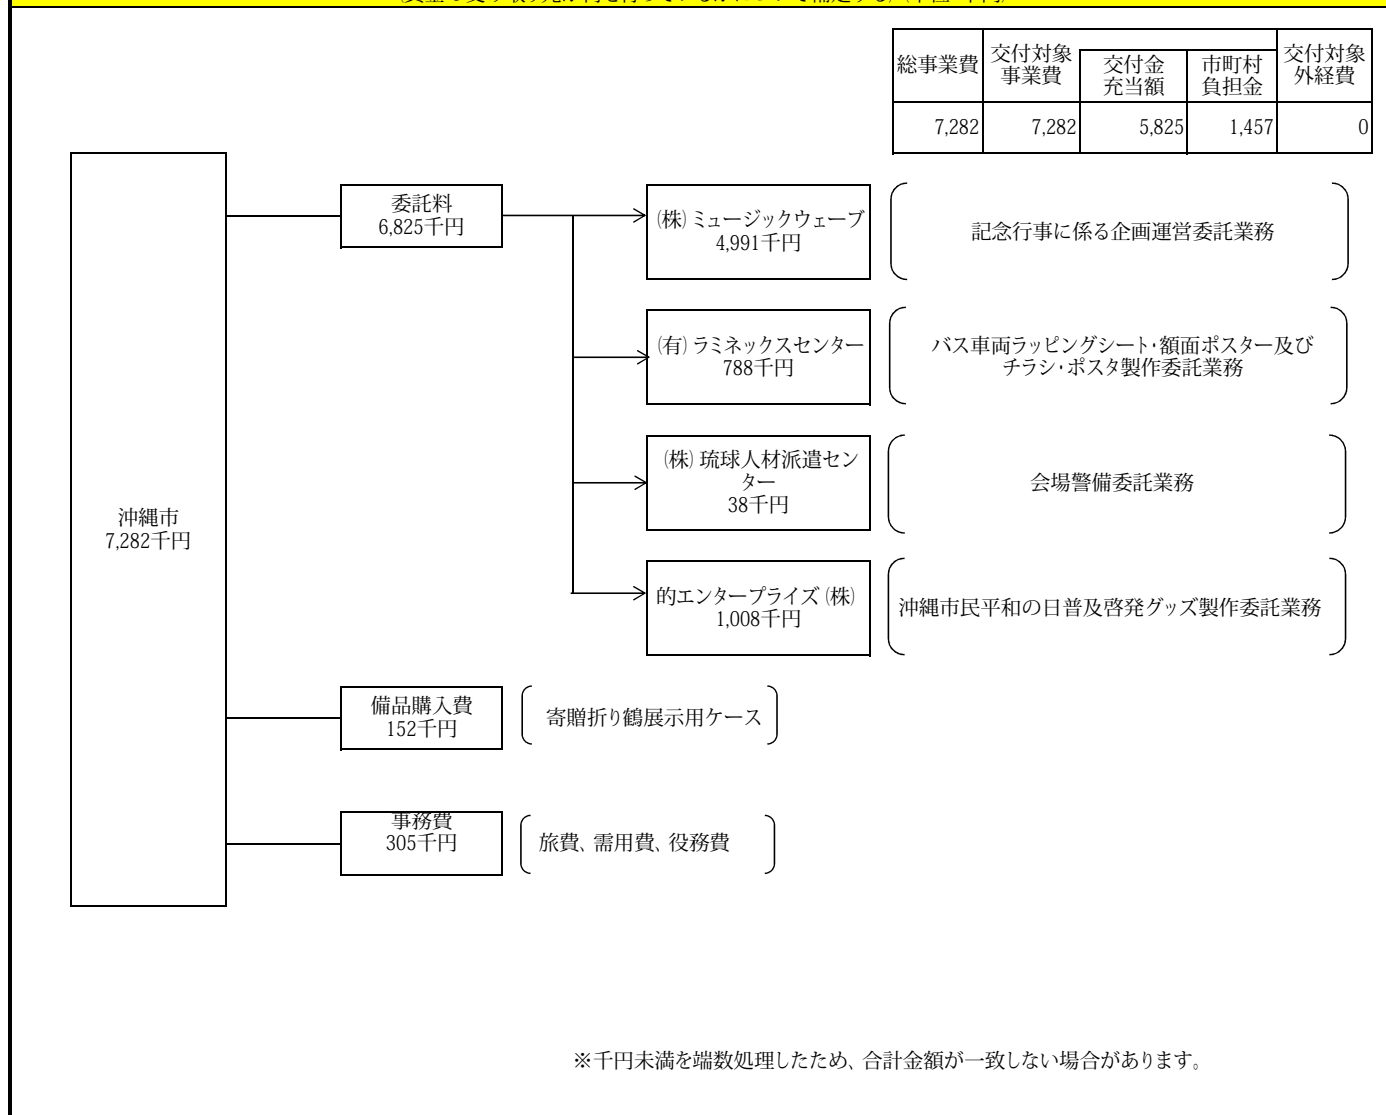 総事業費
交付対象
事業費
交付金
充当額
市町村
負担金
交付対象
外経費
7,282
7,282
5,825
1,457
0
沖縄市
7,282千円
委託料
6,825千円
(株)ミュージックウェーブ
4,991千円
記念行事に係る企画運営委託業務
(有)ラミネックスセンター
788千円
バス車両ラッピングシート・額面ポスター及び
チラシ・ポスタ製作委託業務
(株)琉球人材派遣セン
ター
38千円
会場警備委託業務
的エンタープライズ(株)
1,008千円
沖縄市民平和の日普及啓発グッズ製作委託業務
備品購入費
152千円
寄贈折り鶴展示用ケース
事務費
305千円
旅費、需用費、役務費
※千円未満を端数処理したため、合計金額が一致しない場合があります。